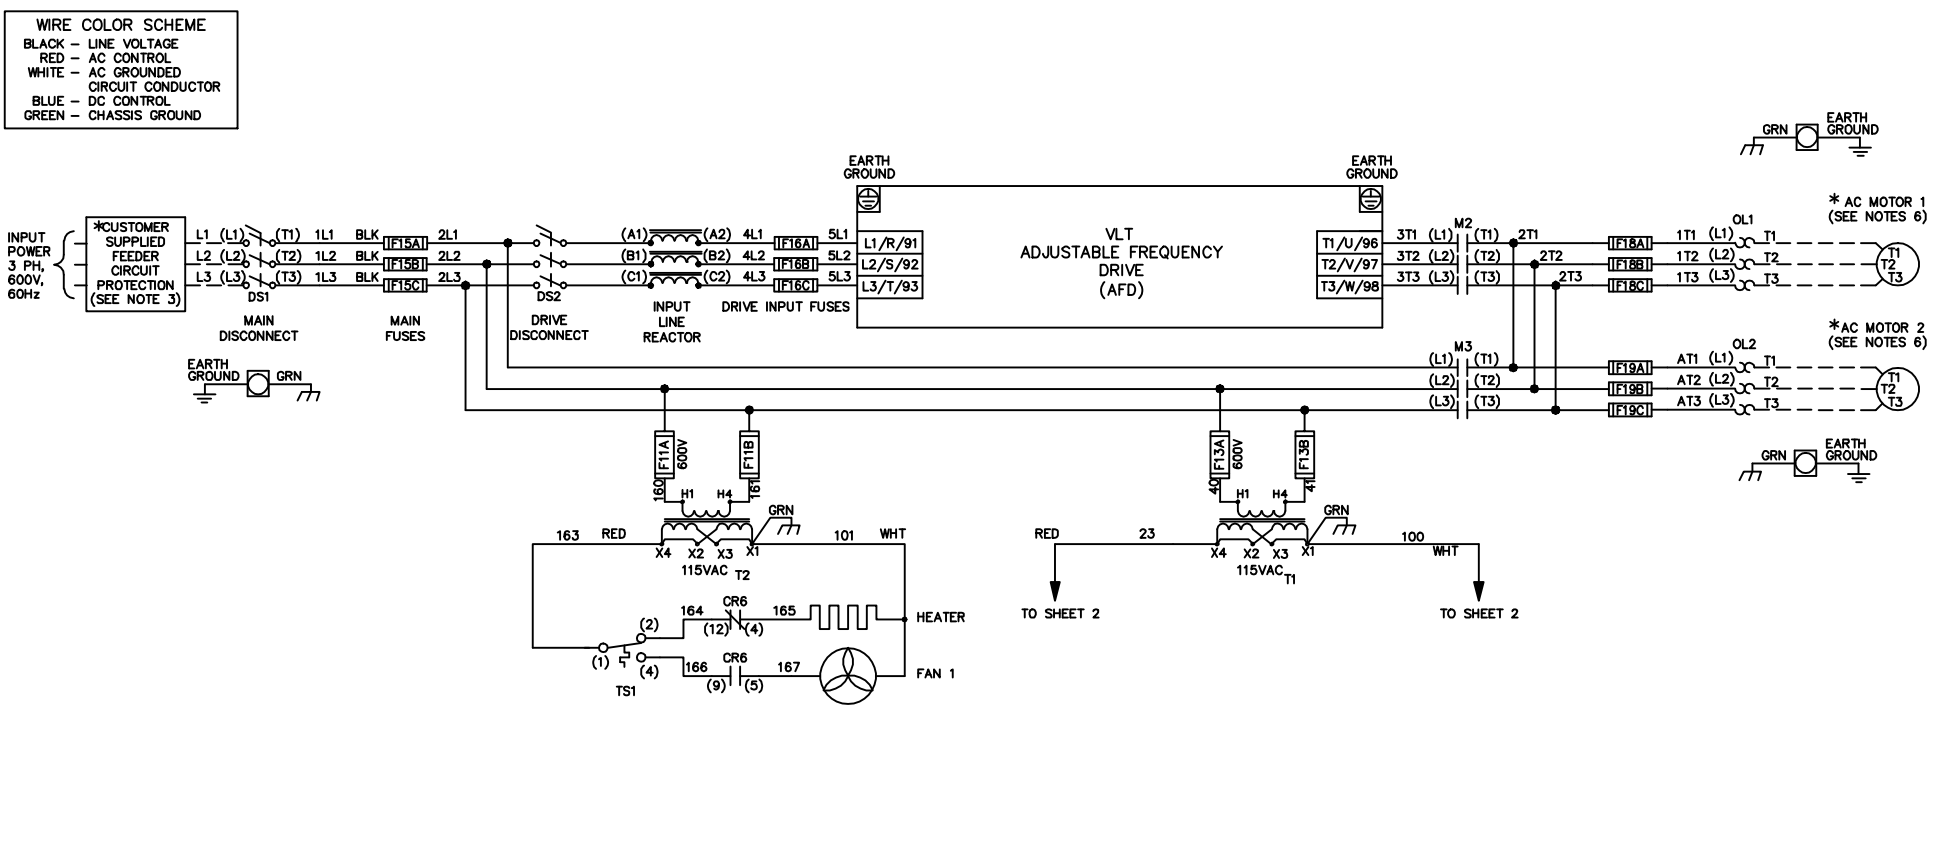 WIRE COLOR SCHEME
BLACK - LINE VOLTAGE
RED - AC CONTROL
WHITE - AC GROUNDED
CIRCUIT CONDUCTOR
BLUE - DC CONTROL
GREEN - CHASSIS GROUND
GRN
EARTH
GROUND
EARTH
GROUND
EARTH
GROUND
INPUT
POWER
3 PH,
600V,
60Hz
*CUSTOMER
SUPPLIED
FEEDER
CIRCUIT
PROTECTION
(SEE NOTE 3)
L1 (L1) (T1) 1L1 BLK F15A 2L1
L2 (L2) (T2) 1L2 BLK F15B 2L2
L3 (L3) (T3) 1L3 BLK F15C 2L3
DS1
MAIN
DISCONNECT
MAIN
FUSES
DS2
DRIVE
DISCONNECT
(A1) (A2) 4L1 F16A 5L1 L1/R/91
(B1) (B2) 4L2 F16B 5L2 L2/S/92
(C1) (C2) 4L3 F16C 5L3 L3/T/93
INPUT
LINE
REACTOR
DRIVE INPUT FUSES
VLT
ADJUSTABLE FREQUENCY
DRIVE
(AFD)
M2
T1/U/96 3T1 (L1) (T1) 2T1 F18A 1T1 (L1) T1
T2/V/97 3T2 (L2) (T2) 2T2 F18B 1T2 (L2) T2
T3/W/98 3T3 (L3) (T3) 2T3 F18C 1T3 (L3) T3
OL1
* AC MOTOR 1
(SEE NOTES 6)
T1
T2
T3
EARTH
GROUND
GRN
M3
(L1) (T1) F19A AT1 (L1) T1
(L2) (T2) F19B AT2 (L2) T2
(L3) (T3) F19C AT3 (L3) T3
OL2
* AC MOTOR 2
(SEE NOTES 6)
T1
T2
T3
GRN
EARTH
GROUND
F11A
600V
F11B
160
161
H1 H4
GRN
163 RED
101 WHT
X4 X2 X3 X1
115VAC T2
F13A
600V
F13B
40
41
H1 H4
GRN
RED 23
100
WHT
X4 X2 X3 X1
115VAC T1
TO SHEET 2
TO SHEET 2
CR6
164 165
(12) (4)
HEATER
(2)
(1)
(4)
TS1
CR6
166 167
(9) (5)
FAN 1